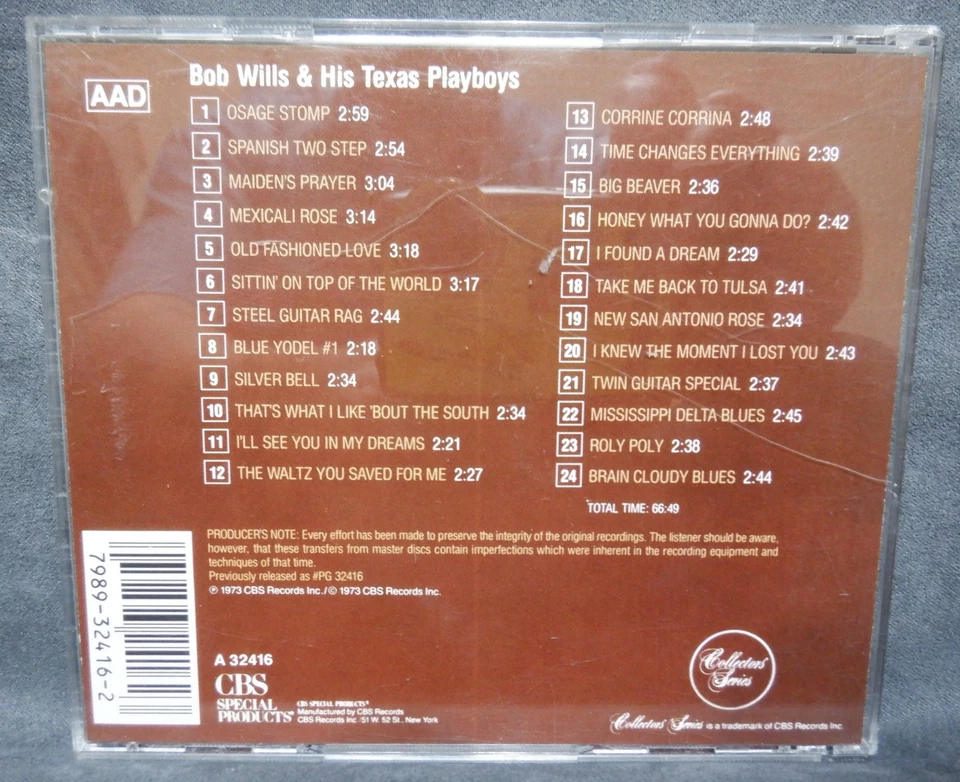 Bob Wills & His Texas Playboys
AAD
1 OSAGE STOMP 2:59
2 SPANISH TWO STEP 2:54
3 MAIDEN'S PRAYER 3:04
4 MEXICALI ROSE 3:14
5 OLD FASHIONED LOVE 3:18
6 SITTIN' ON TOP OF THE WORLD 3:17
7 STEEL GUITAR RAG 2:44
8 BLUE YODEL #1 2:18
9 SILVER BELL 2:34
10 THAT'S WHAT I LIKE 'BOUT THE SOUTH 2:34
11 I'LL SEE YOU IN MY DREAMS 2:21
12 THE WALTZ YOU SAVED FOR ME 2:27
13 CORRINE CORRINA 2:48
14 TIME CHANGES EVERYTHING 2:39
15 BIG BEAVER 2:36
16 HONEY WHAT YOU GONNA DO? 2:42
17 I FOUND A DREAM 2:29
18 TAKE ME BACK TO TULSA 2:41
19 NEW SAN ANTONIO ROSE 2:34
20 I KNEW THE MOMENT I LOST YOU 2:43
21 TWIN GUITAR SPECIAL 2:37
22 MISSISSIPPI DELTA BLUES 2:45
23 ROLY POLY 2:38
24 BRAIN CLOUDY BLUES 2:44
TOTAL TIME: 66:49
PRODUCER'S NOTE: Every effort has been made to preserve the integrity of the original recordings. The listener should be aware,
however, that these transfers from master discs contain imperfections which were inherent in the recording equipment and
techniques of that time.
Previously released as #PG 32416
℗ 1973 CBS Records Inc./© 1973 CBS Records Inc.
7989-32416-2
A 32416
CBS
SPECIAL
PRODUCTS®
CBS SPECIAL PRODUCTS®
Manufactured by CBS Records
CBS Records Inc./51 W. 52 St., New York
Collectors'
Series
Collectors' Series is a trademark of CBS Records Inc.